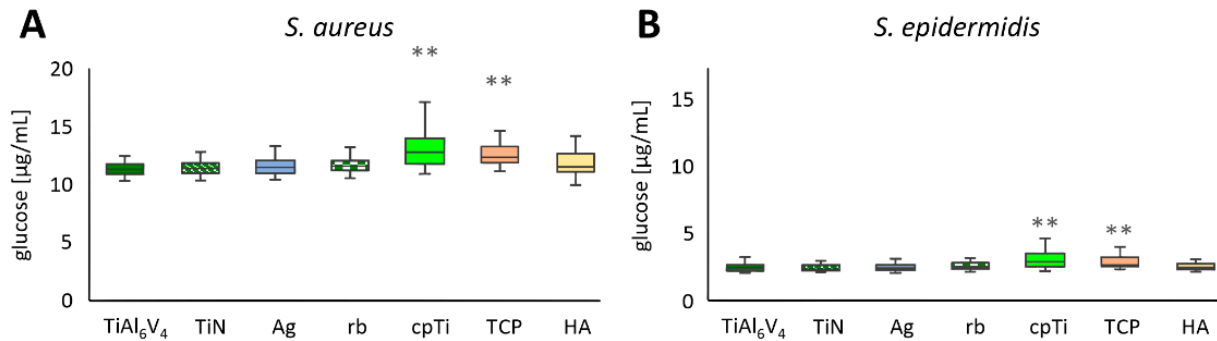 A
S. aureus
**
**
20
15
10
5
0
glucose [µg/mL]
TiAl₆V₄ TiN Ag rb cpTi TCP HA
B
S. epidermidis
**
**
15
10
5
0
glucose [µg/mL]
TiAl₆V₄ TiN Ag rb cpTi TCP HA